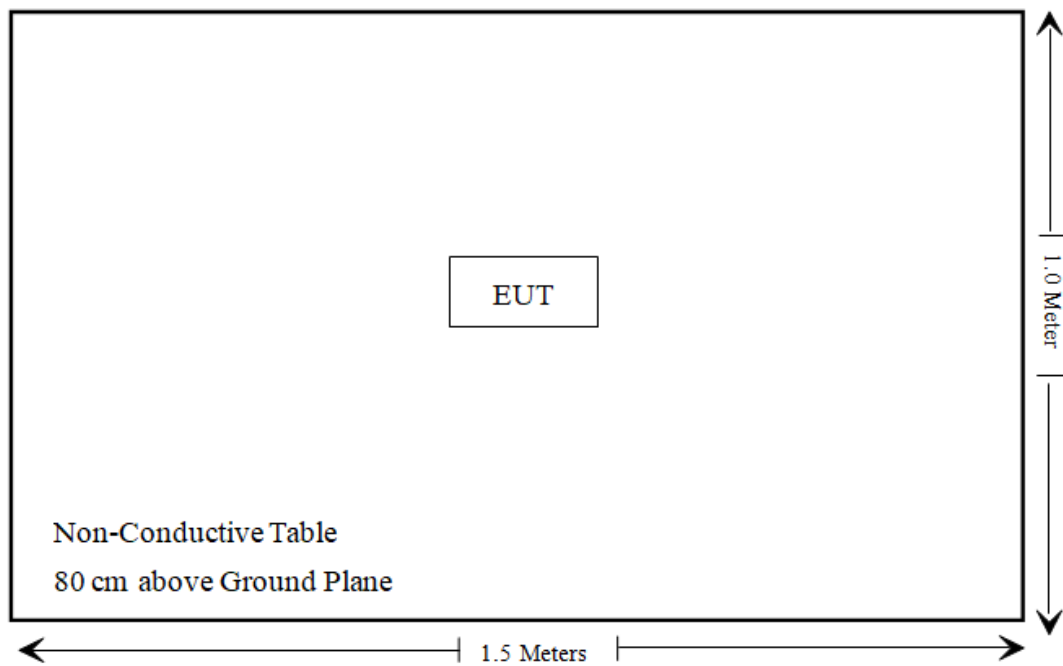 EUT
1.0 Meter
Non-Conductive Table
80 cm above Ground Plane
1.5 Meters